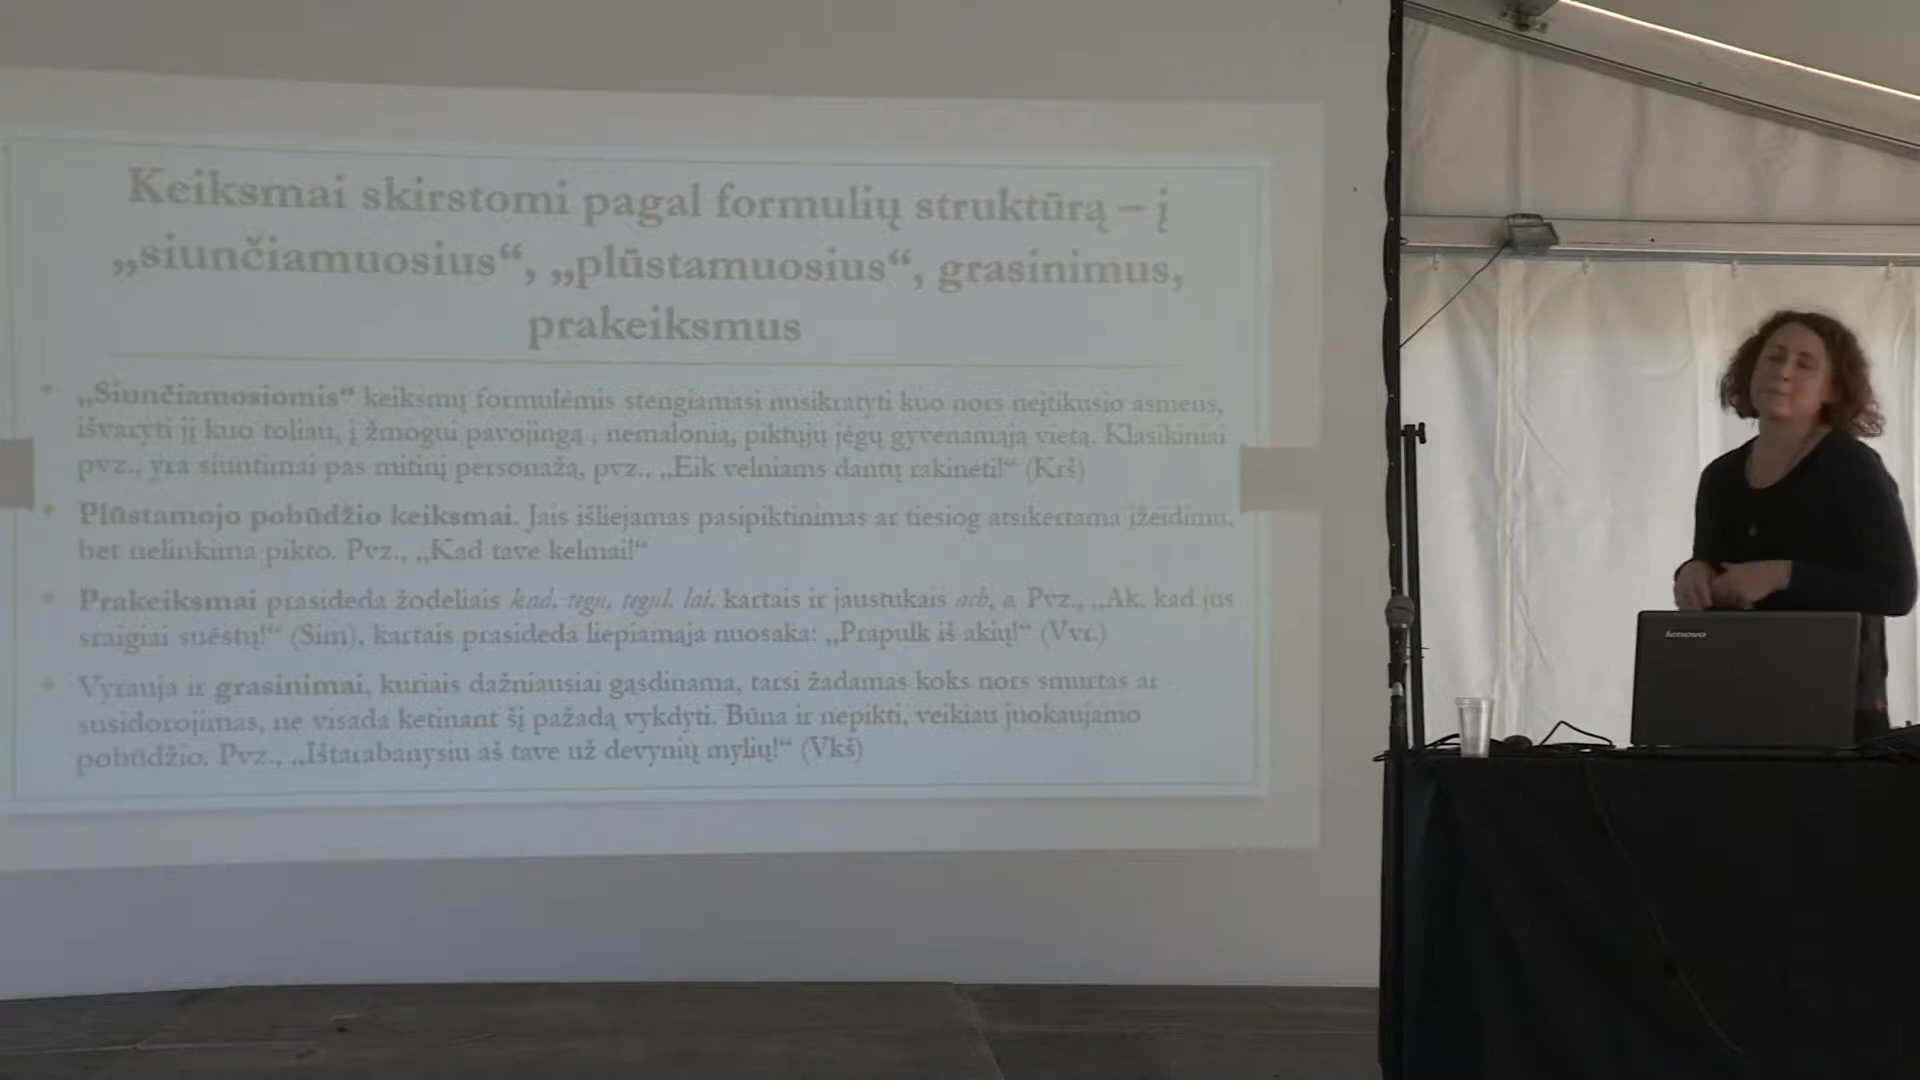 Keiksmai skirstomi pagal formulių struktūrą – į
„siunčiamuosius“, „plūstamuosius“, grasinimus,
prakeiksmus
„Siunčiamosiomis“ keiksmų formulėmis stengiamasi nusikratyti kuo nors neįtikusio asmens,
išvaryti jį kuo toliau, į žmogui pavojingą , nemalonią, piktųjų jėgų gyvenamąją vietą. Klasikiniai
pvz., yra siuntimai pas mitinį personažą, pvz., „Eik velniams dantų rakinėti!“ (Krš)
Plūstamojo pobūdžio keiksmai. Jais išliejamas pasipiktinimas ar tiesiog atsikertama įžeidimu,
bet nelinkima pikto. Pvz., „Kad tave kelmai!“
Prakeiksmai prasideda žodeliais kad, tegu, tegul, lai, kartais ir jaustukais ach, o. Pvz., „Ak, kad jus
sraigiai suėstų!“ (Sim), kartais prasideda liepiamąja nuosaka: „Prapulk iš akių!“ (Vvr.)
Vyrauja ir grasinimai, kuriais dažniausiai gąsdinama, tarsi žadamas koks nors smurtas ar
susidorojimas, ne visada ketinant šį pažadą vykdyti. Būna ir nepikti, veikiau juokaujamo
pobūdžio. Pvz., „Ištarabanysiu aš tave už devynių mylių!“ (Vkš)
lenovo